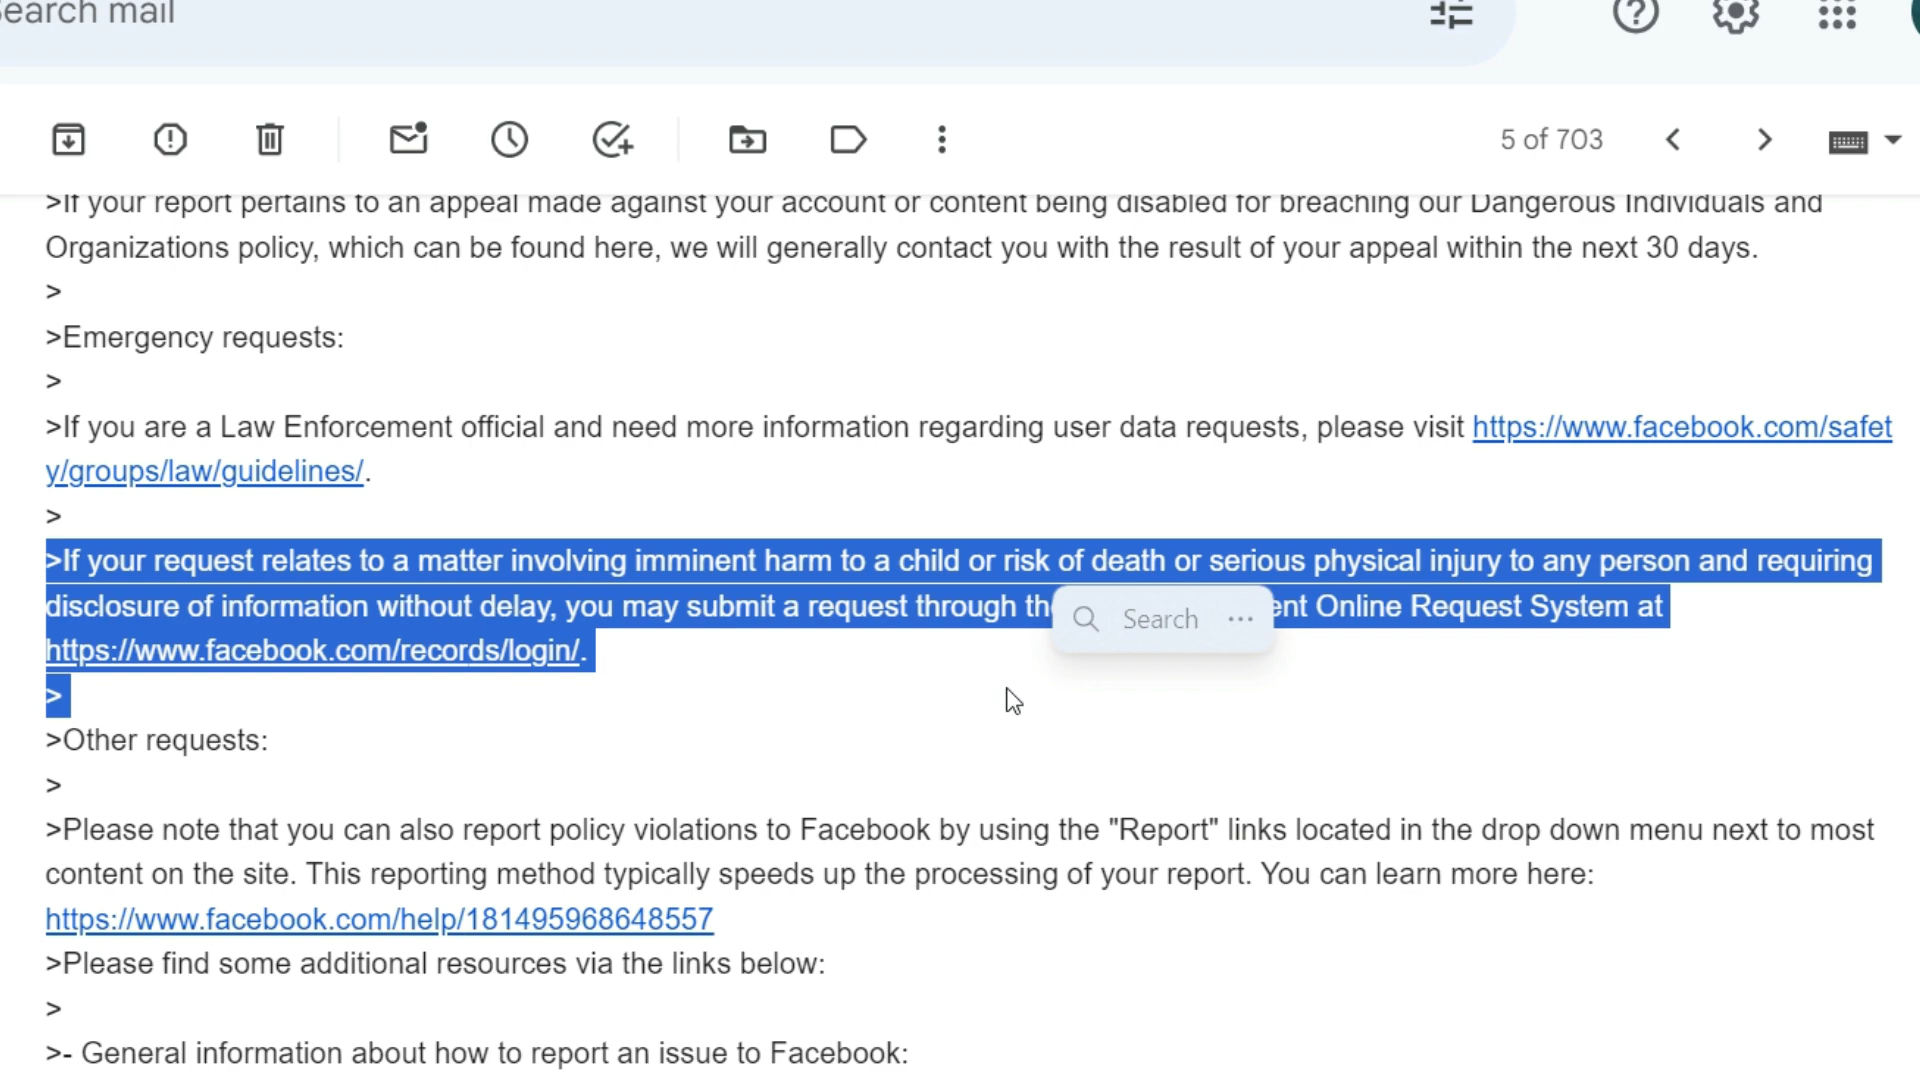 Search mail
5 of 703
>If your report pertains to an appeal made against your account or content being disabled for breaching our Dangerous Individuals and
Organizations policy, which can be found here, we will generally contact you with the result of your appeal within the next 30 days.
>
>Emergency requests:
>
>If you are a Law Enforcement official and need more information regarding user data requests, please visit https://www.facebook.com/safet
y/groups/law/guidelines/.
>
>If your request relates to a matter involving imminent harm to a child or risk of death or serious physical injury to any person and requiring
disclosure of information without delay, you may submit a request through ent Online Request System at
Search
https://www.facebook.com/records/login/.
>
>Other requests:
>
>Please note that you can also report policy violations to Facebook by using the "Report" links located in the drop down menu next to most
content on the site. This reporting method typically speeds up the processing of your report. You can learn more here:
https://www.facebook.com/help/181495968648557
>Please find some additional resources via the links below:
>
>- General information about how to report an issue to Facebook: